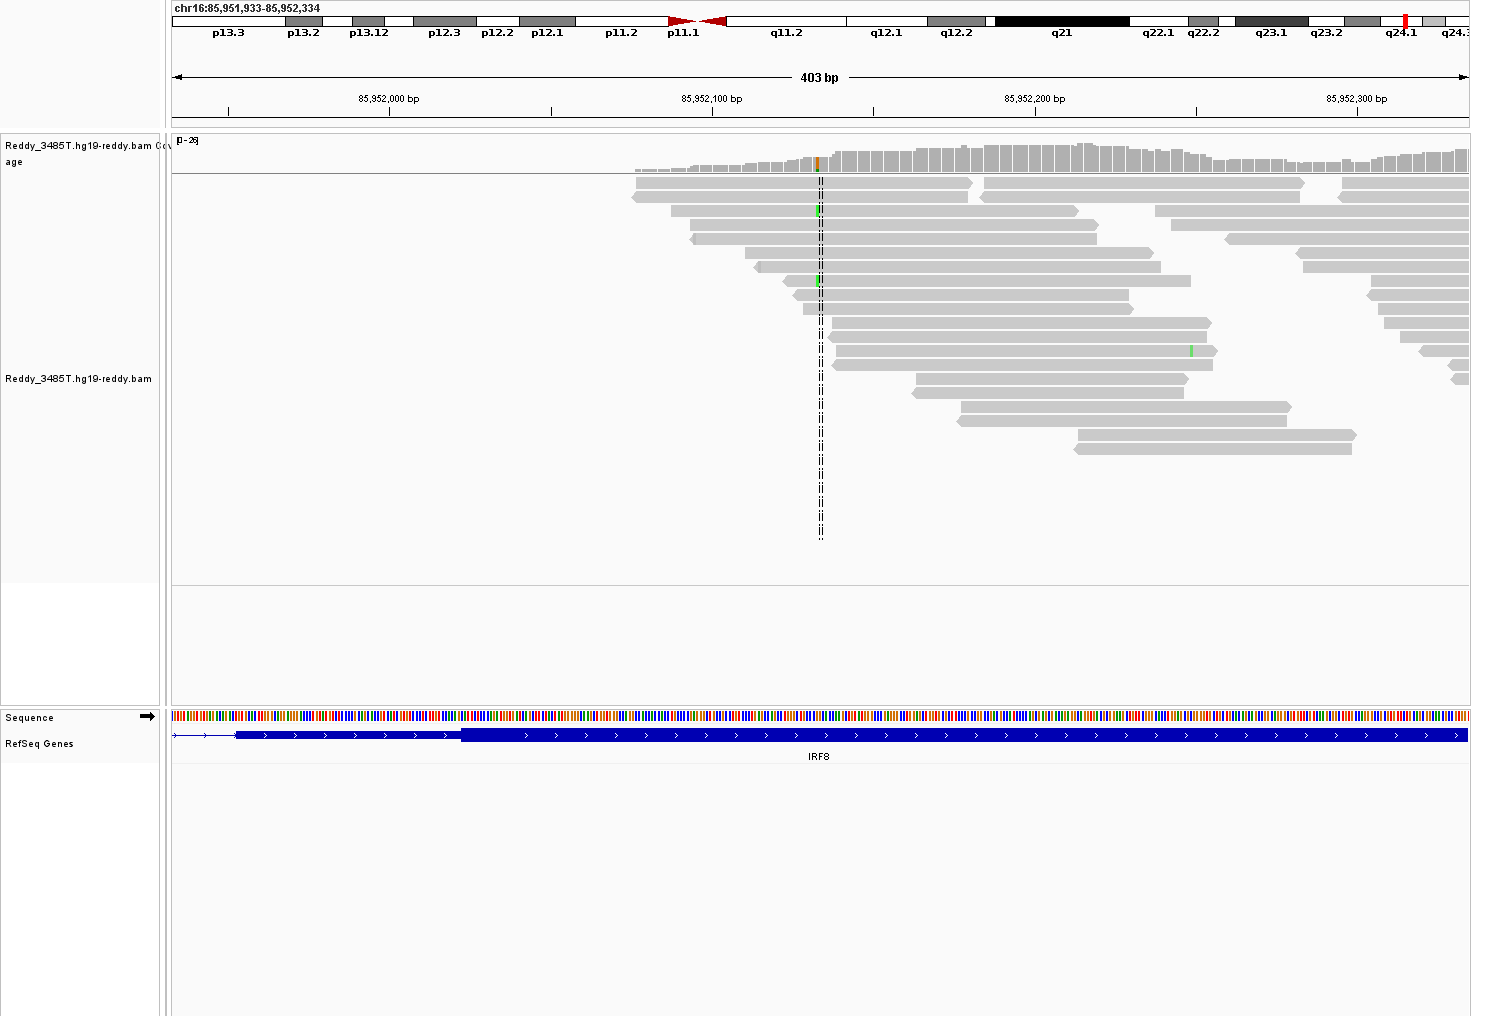 chr16:85,951,933-85,952,334
p13.3 p13.2 p13.12 p12.3 p12.2 p12.1 p11.2 p11.1 q11.2 q12.1 q12.2 q21 q22.1 q22.2 q23.1 q23.2 q24.1 q24.3
403 bp
85,952,000 bp 85,952,100 bp 85,952,200 bp 85,952,300 bp
[0-26]
Reddy_3485T.hg19-reddy.bam Cov
age
Reddy_3485T.hg19-reddy.bam
Sequence
RefSeq Genes
IRF8